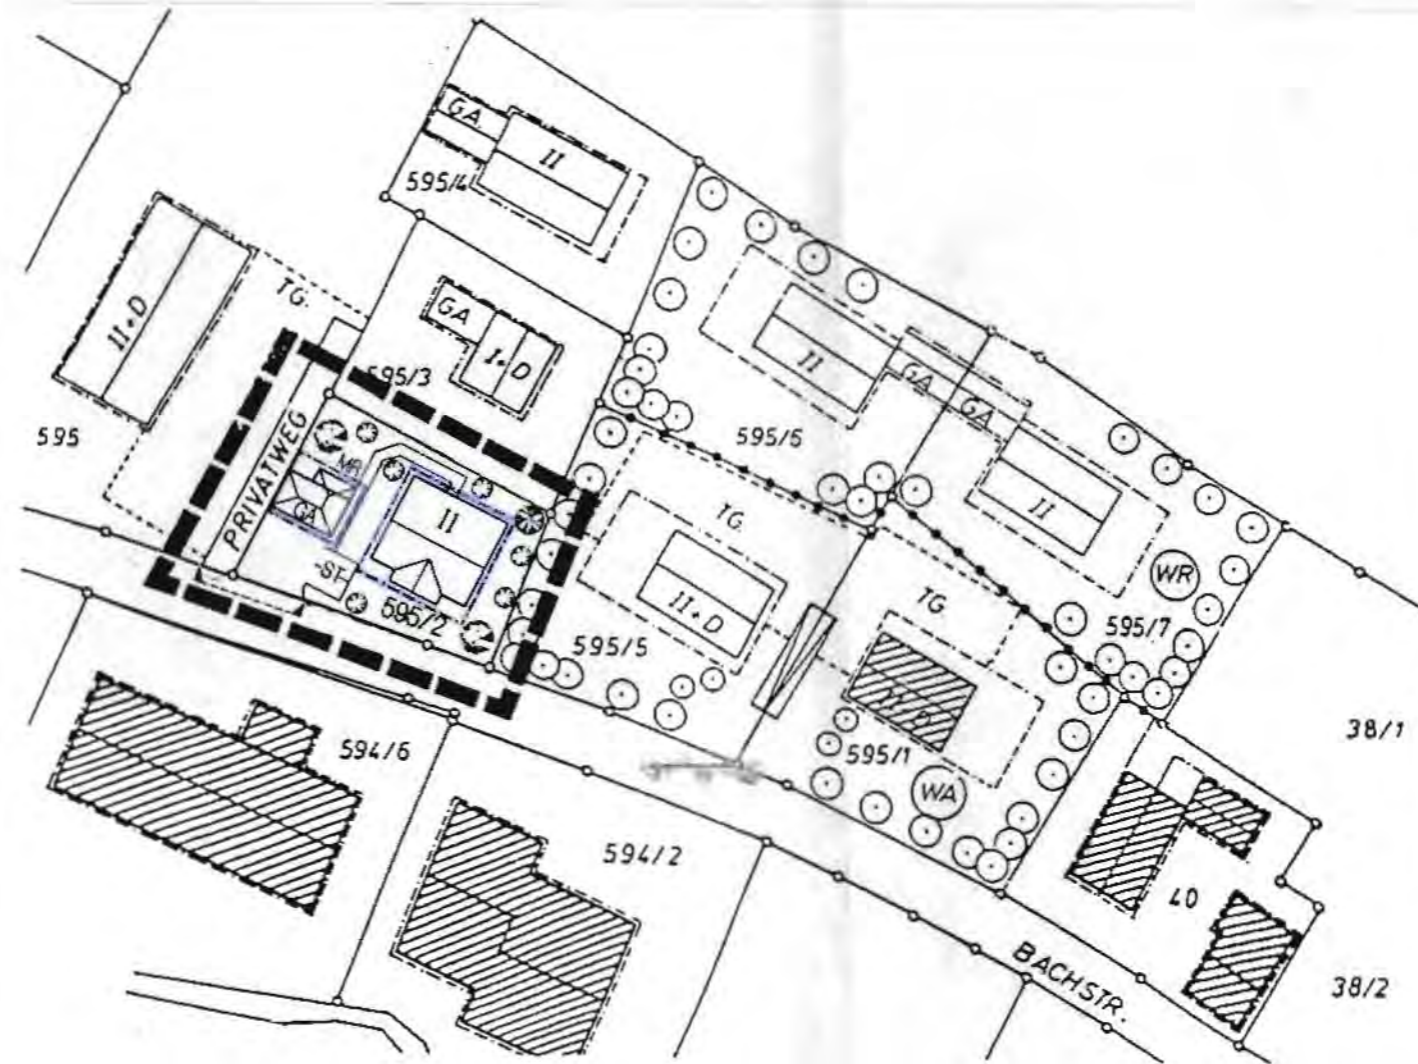 GA.
II
595/4
TG.
II+D
GA
I+D
595/3
II
GA
GA
595/6
595
PRIVATWEG
MR
GA
II
TG.
II
WR
-ST-
595/2
II+D
TG.
595/7
595/5
38/1
594/6
595/1
WA
594/2
40
BACHSTR.
38/2